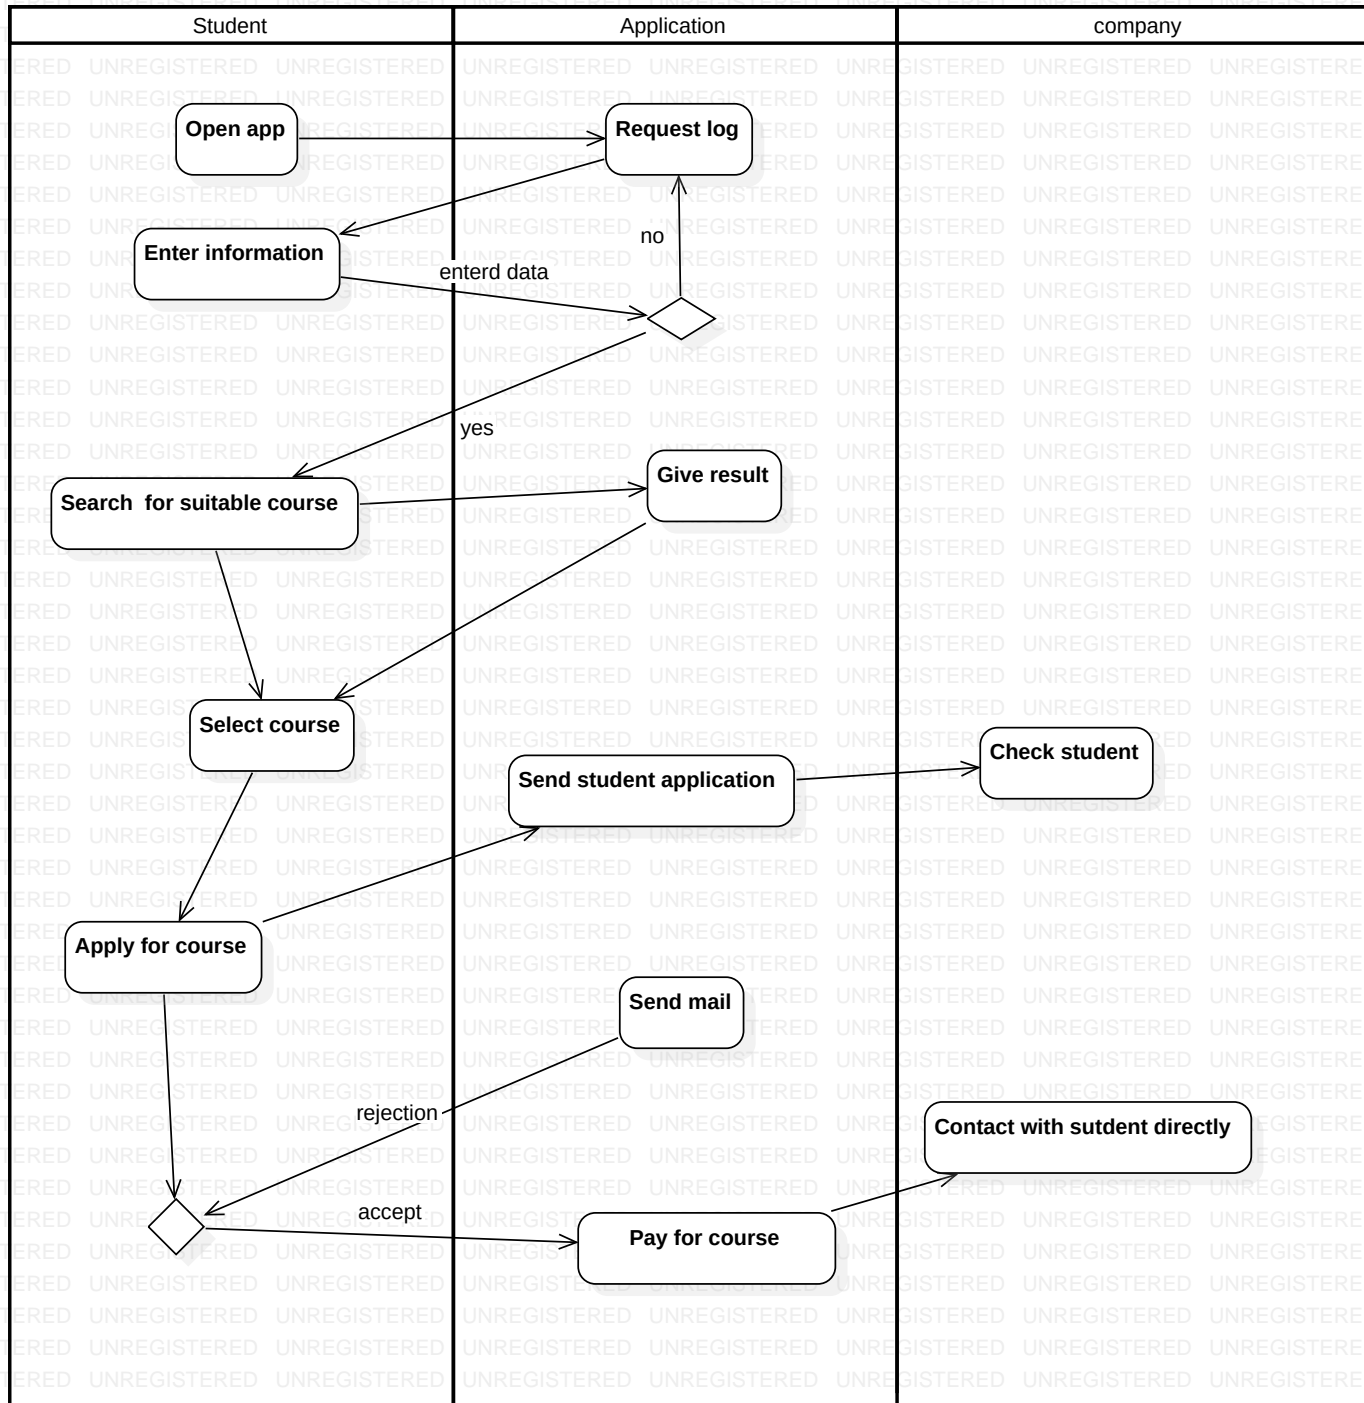 Student
Application
company
Open app
Request log
Enter information
no
enterd data
yes
Give result
Search  for suitable course
Select course
Check student
Send student application
Apply for course
Send mail
rejection
Contact with sutdent directly
accept
Pay for course
UNREGISTERED